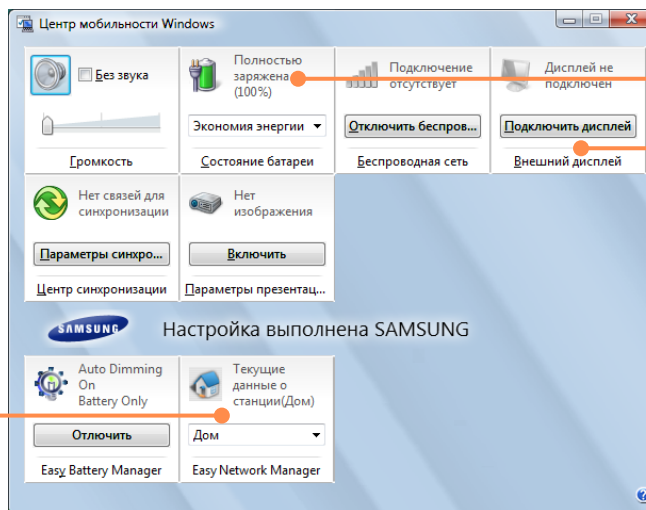 Центр мобильности Windows
Без звука
Громкость
Полностью
заряжена
(100%)
Экономия энергии
Состояние батареи
Подключение
отсутствует
Отключить беспров...
Беспроводная сеть
Дисплей не
подключен
Подключить дисплей
Внешний дисплей
Нет связей для
синхронизации
Параметры синхро...
Центр синхронизации
Нет
изображения
Включить
Параметры презентац...
SAMSUNG
Настройка выполнена SAMSUNG
Auto Dimming
On
Battery Only
Отлючить
Easy Battery Manager
Текущие
данные о
станции(Дом)
Дом
Easy Network Manager